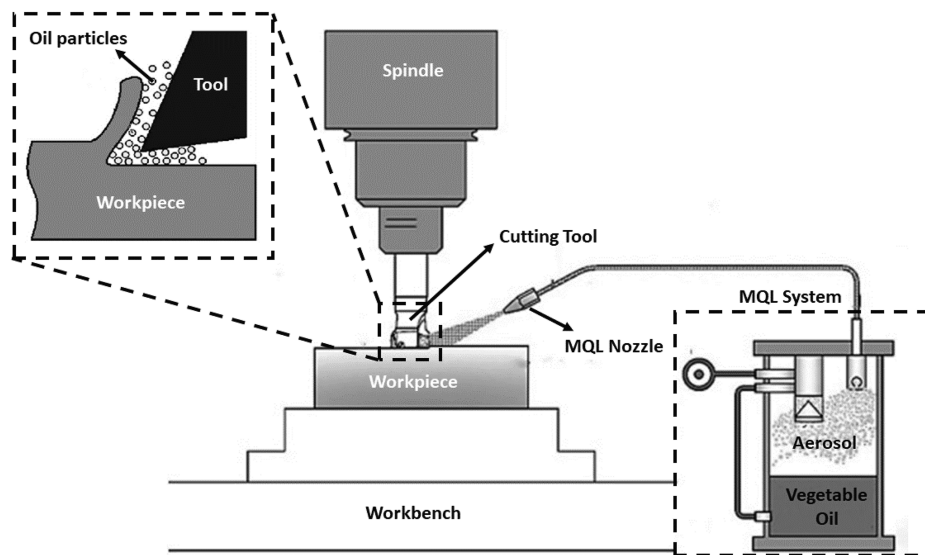 Oil particles
Tool
Workpiece
Spindle
Cutting Tool
MQL System
MQL Nozzle
Workpiece
Aerosol
Vegetable
Oil
Workbench